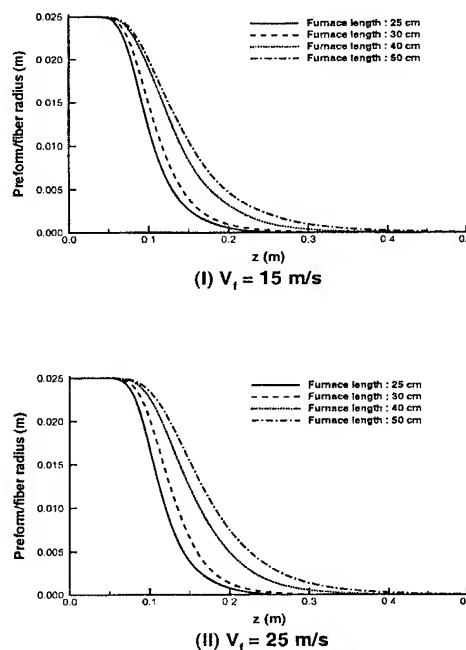 0.025
0.020
0.015
0.010
0.005
0.000
Preform/fiber radius (m)
Furnace length : 25 cm
Furnace length : 30 cm
Furnace length : 40 cm
Furnace length : 50 cm
0.0 0.1 0.2 0.3 0.4
z (m)
(I) V_f = 15 m/s
0.025
0.020
0.015
0.010
0.005
0.000
Preform/fiber radius (m)
Furnace length : 25 cm
Furnace length : 30 cm
Furnace length : 40 cm
Furnace length : 50 cm
0.0 0.1 0.2 0.3 0.4
z (m)
(II) V_f = 25 m/s